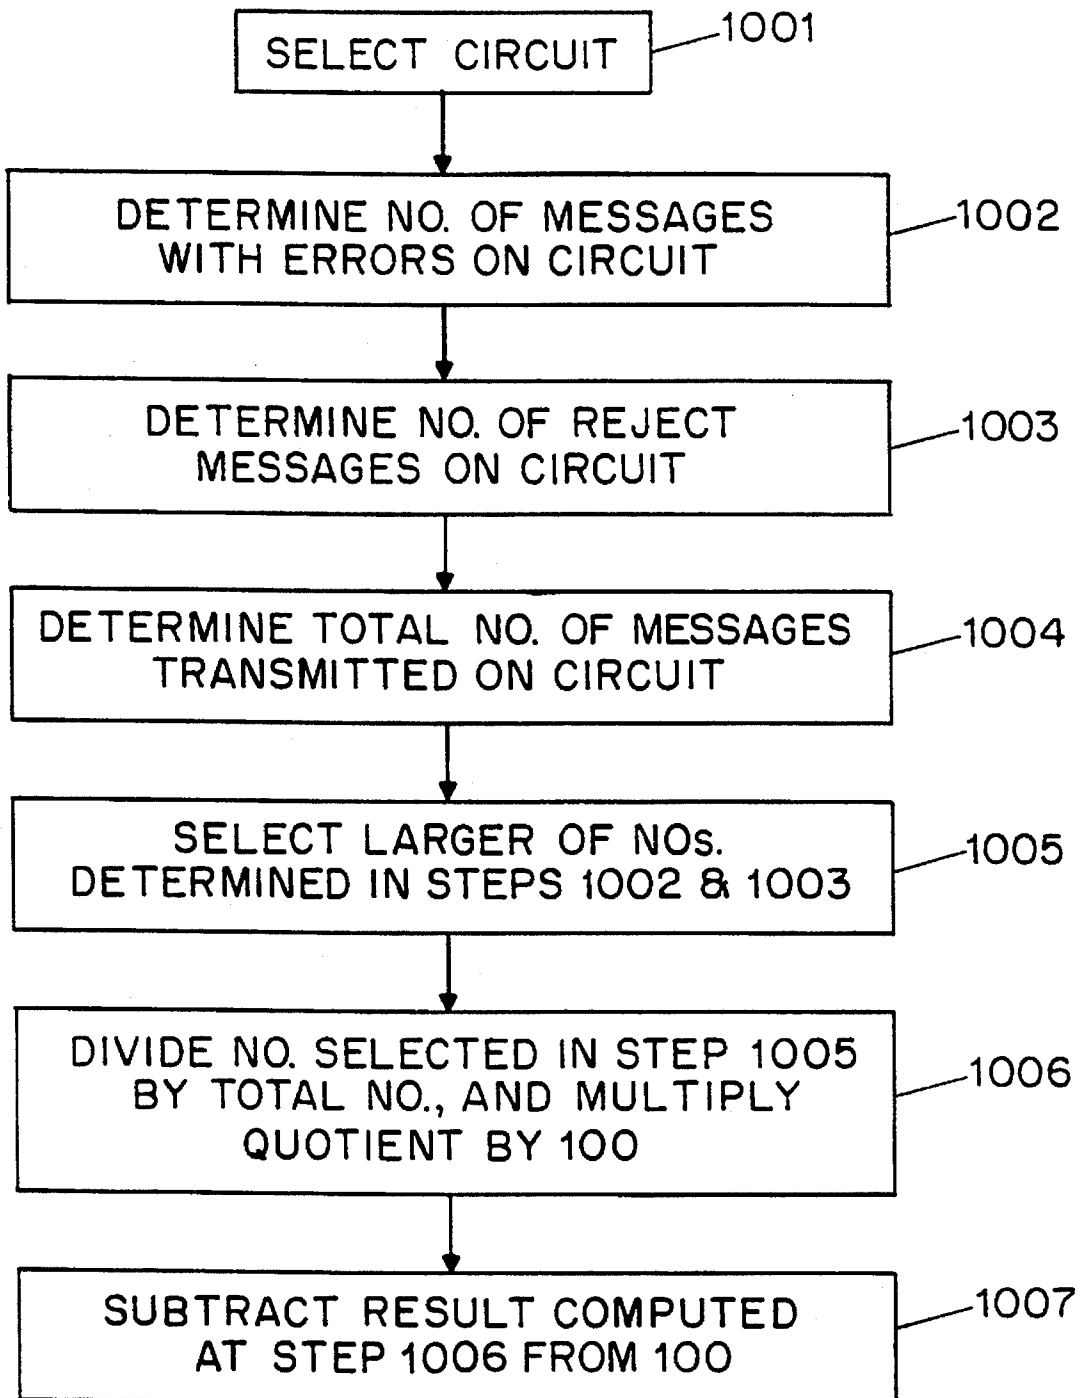 SELECT CIRCUIT
1001
DETERMINE NO. OF MESSAGES
WITH ERRORS ON CIRCUIT
1002
DETERMINE NO. OF REJECT
MESSAGES ON CIRCUIT
1003
DETERMINE TOTAL NO. OF MESSAGES
TRANSMITTED ON CIRCUIT
1004
SELECT LARGER OF NOs.
DETERMINED IN STEPS 1002 & 1003
1005
DIVIDE NO. SELECTED IN STEP 1005
BY TOTAL NO., AND MULTIPLY
QUOTIENT BY 100
1006
SUBTRACT RESULT COMPUTED
AT STEP 1006 FROM 100
1007